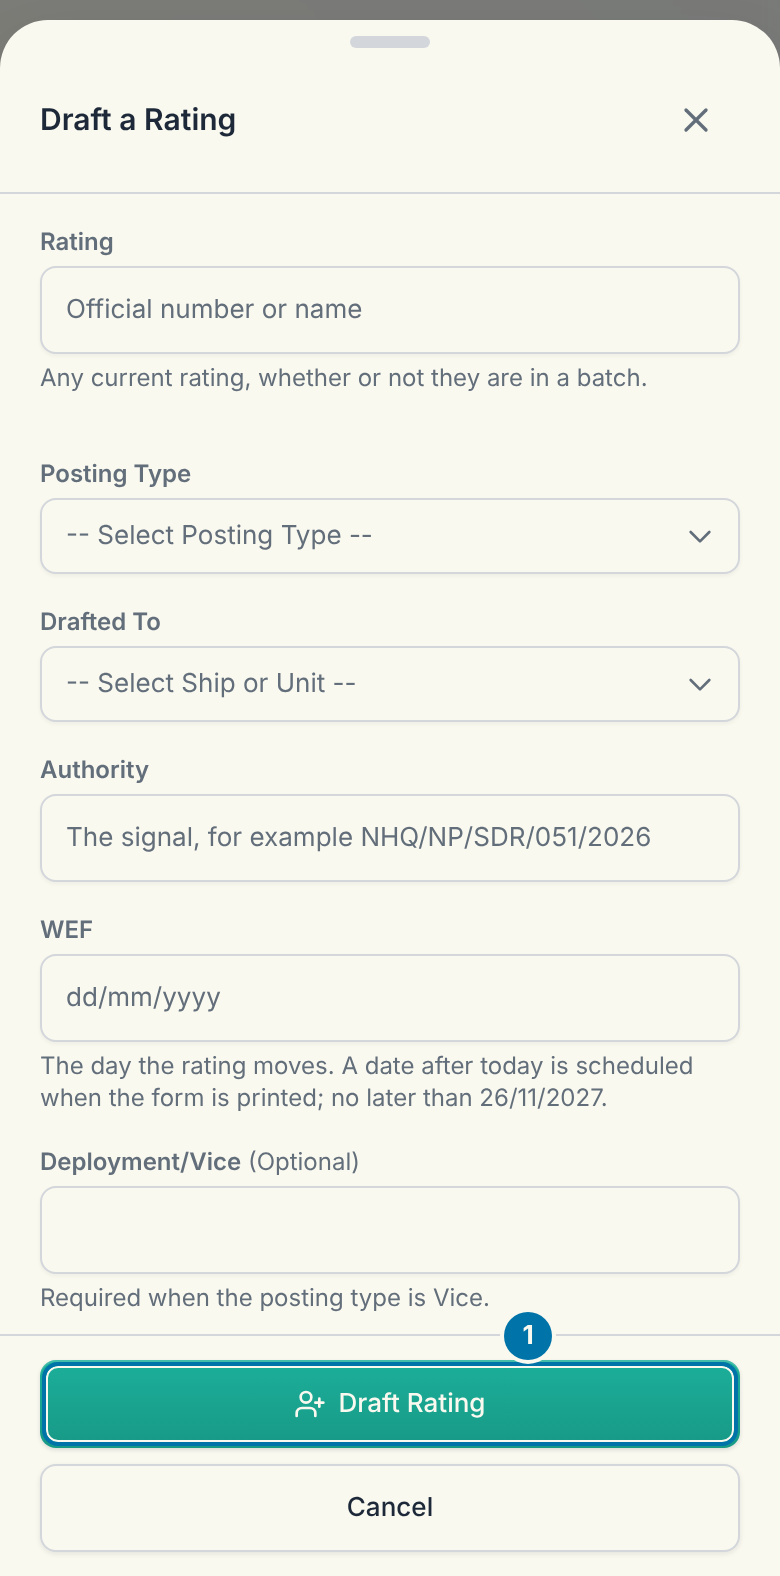 Draft a Rating
Rating
Official number or name
Any current rating, whether or not they are in a batch.
Posting Type
-- Select Posting Type --
Drafted To
-- Select Ship or Unit --
Authority
The signal, for example NHQ/NP/SDR/051/2026
WEF
dd/mm/yyyy
The day the rating moves. A date after today is scheduled
when the form is printed; no later than 26/11/2027.
Deployment/Vice (Optional)
Required when the posting type is Vice.
1
Draft Rating
Cancel